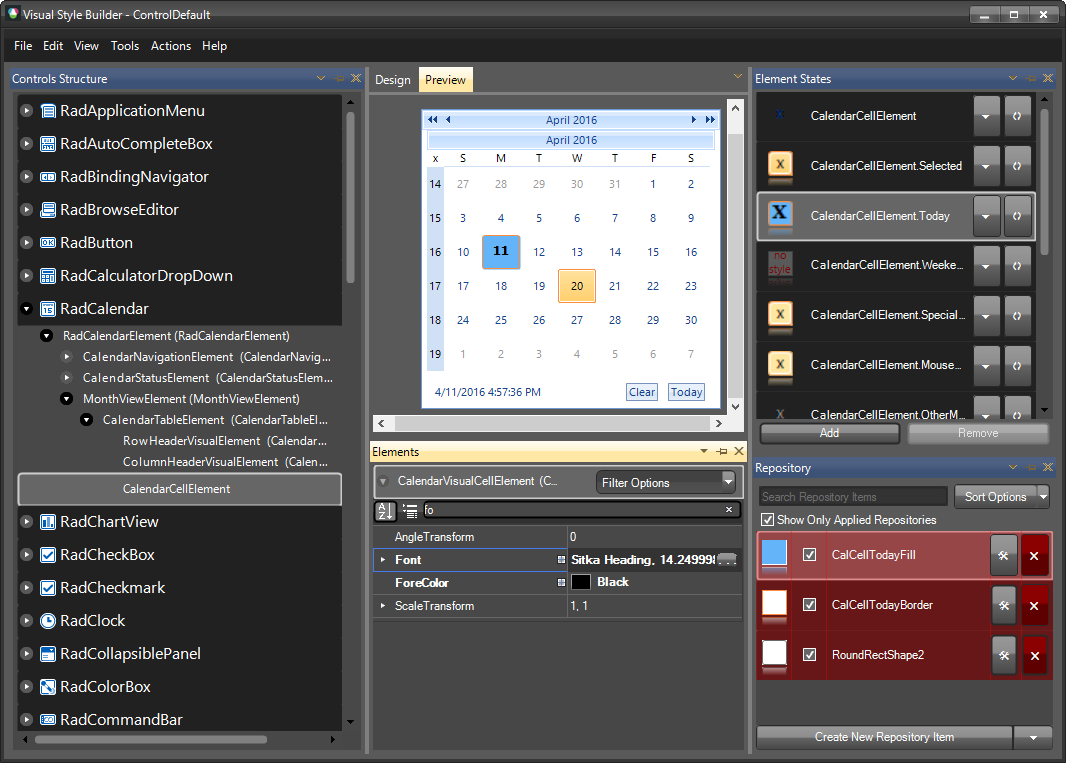 Visual Style Builder - ControlDefault
File Edit View Tools Actions Help
Controls Structure
RadApplicationMenu
RadAutoCompleteBox
RadBindingNavigator
RadBrowseEditor
RadButton
RadCalculatorDropDown
RadCalendar
RadCalendarElement (RadCalendarElement)
CalendarNavigationElement (CalendarNavig...
CalendarStatusElement (CalendarStatusElem...
MonthViewElement (MonthViewElement)
CalendarTableElement (CalendarTableEl...
RowHeaderVisualElement (Calendar...
ColumnHeaderVisualElement (Calen...
CalendarCellElement
RadChartView
RadCheckBox
RadCheckmark
RadClock
RadCollapsiblePanel
RadColorBox
RadCommandBar
Design Preview
April 2016
April 2016
x S M T W T F S
14 27 28 29 30 31 1 2
15 3 4 5 6 7 8 9
16 10 11 12 13 14 15 16
17 17 18 19 20 21 22 23
18 24 25 26 27 28 29 30
19 1 2 3 4 5 6 7
4/11/2016 4:57:36 PM Clear Today
Elements
CalendarVisualCellElement (C... Filter Options
A Z fo
AngleTransform 0
Font Sitka Heading, 14.249998
ForeColor Black
ScaleTransform 1, 1
Element States
X CalendarCellElement
X CalendarCellElement.Selected
X CalendarCellElement.Today
no style CalendarCellElement.Weeke...
X CalendarCellElement.Special...
X CalendarCellElement.Mouse...
X CalendarCellElement.OtherM...
Add Remove
Repository
Search Repository Items Sort Options
Show Only Applied Repositories
CalCellTodayFill
CalCellTodayBorder
RoundRectShape2
Create New Repository Item